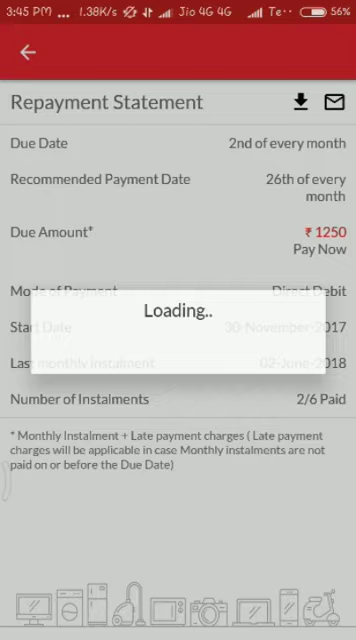 3:45 PM ... 1.38K/s Jio 4G 4G Te·· 56%
Repayment Statement
Due Date 2nd of every month
Recommended Payment Date 26th of every month
Due Amount* ₹ 1250
Pay Now
Mode of Payment Direct Debit
Loading..
Start Date 30-November-2017
Last monthly instalment 02-June-2018
Number of Instalments 2/6 Paid
* Monthly Instalment + Late payment charges ( Late payment
charges will be applicable in case Monthly instalments are not
paid on or before the Due Date)